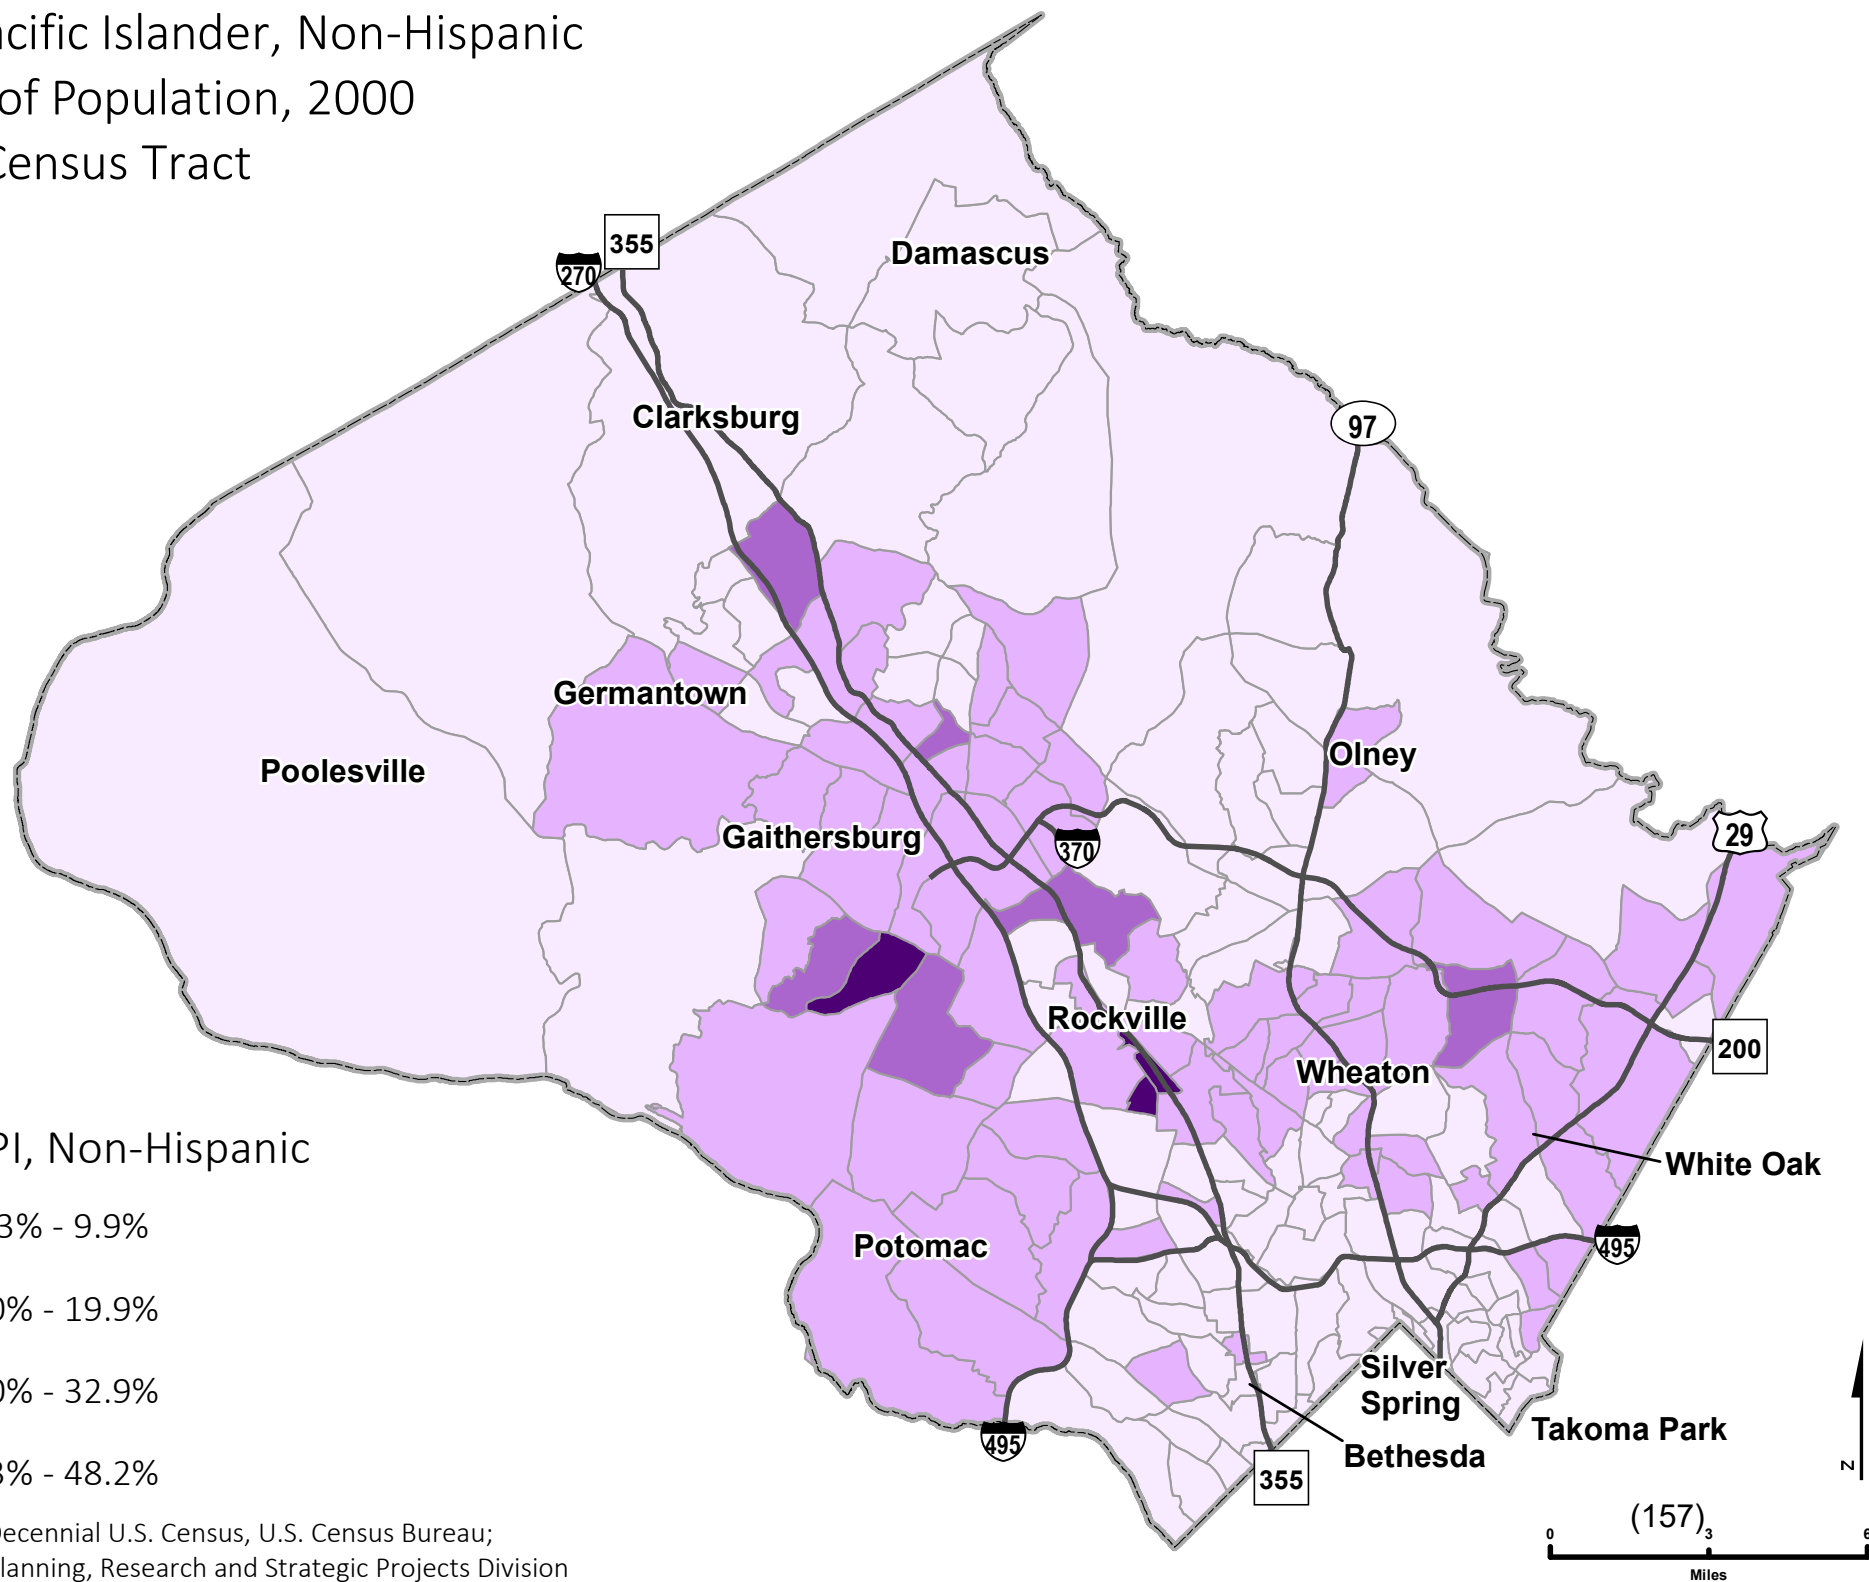 acific Islander, Non-Hispanic
of Population, 2000
Census Tract
355
270
Damascus
Clarksburg
97
Germantown
Olney
Poolesville
Gaithersburg
29
370
Rockville
200
Wheaton
PI, Non-Hispanic
White Oak
3% - 9.9%
Potomac
495
0% - 19.9%
0% - 32.9%
Silver
Spring
Takoma Park
495
Bethesda
3% - 48.2%
355
z
(157)
0 3 6
Miles
Decennial U.S. Census, U.S. Census Bureau;
lanning, Research and Strategic Projects Division